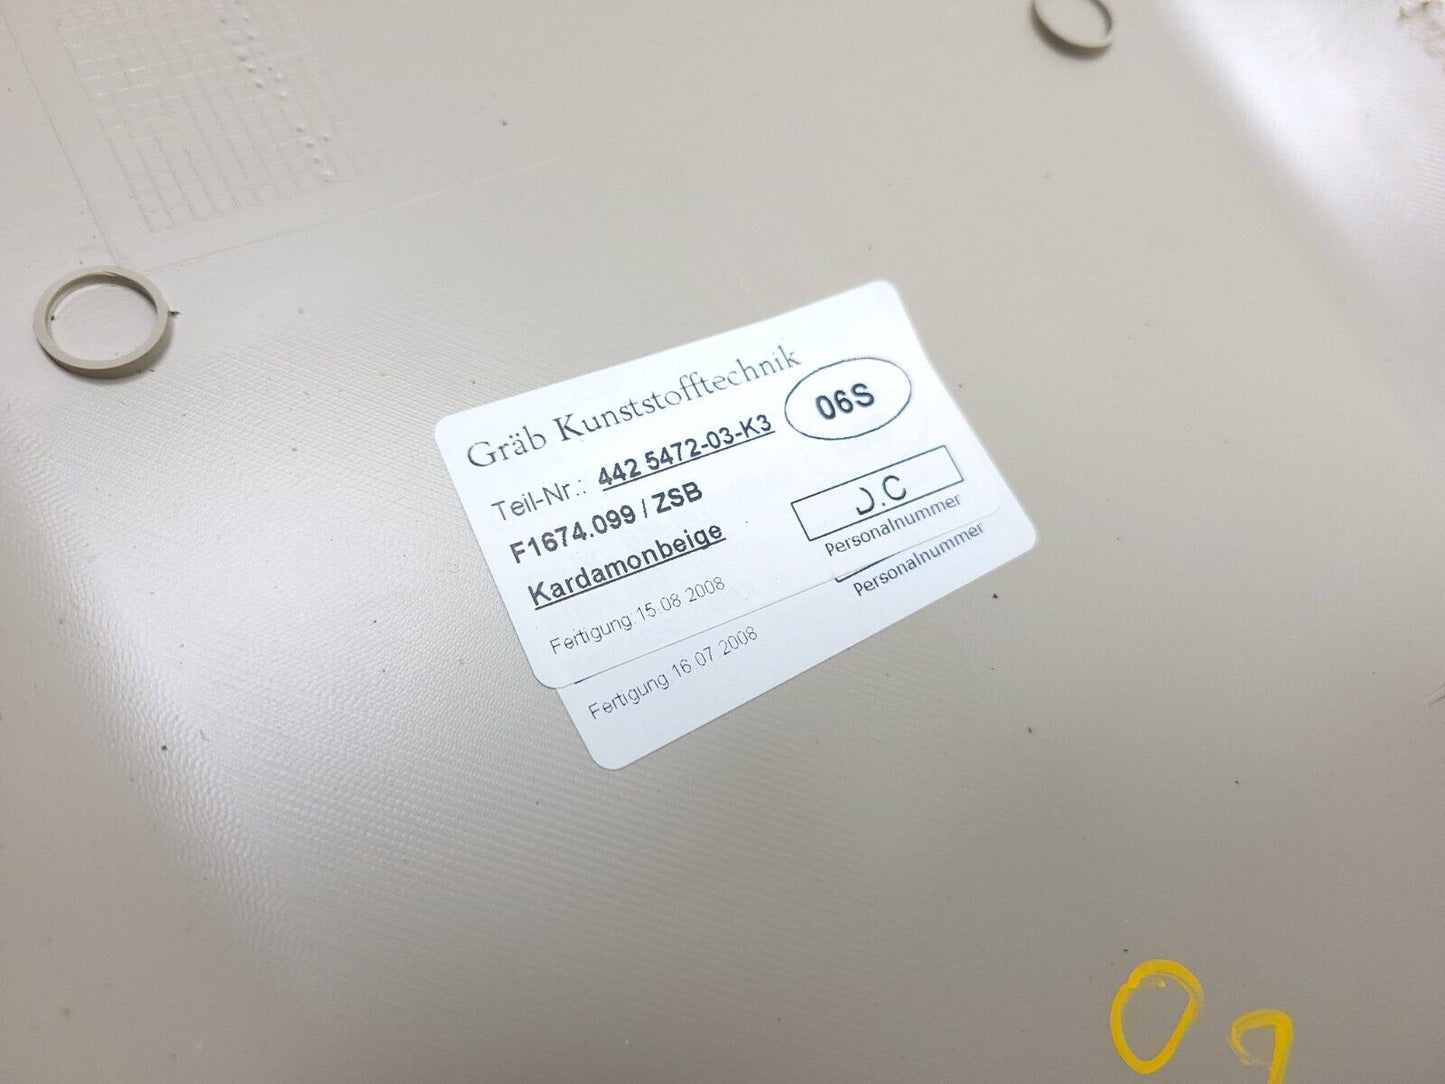 Gräb Kunststofftechnik
06S
Teil-Nr.: 442 5472-03-K3
F1674.099 / ZSB
Kardamonbeige
J.C
Personalnummer
Fertigung:15.08.2008
Personalnummer
Fertigung:16.07.2008